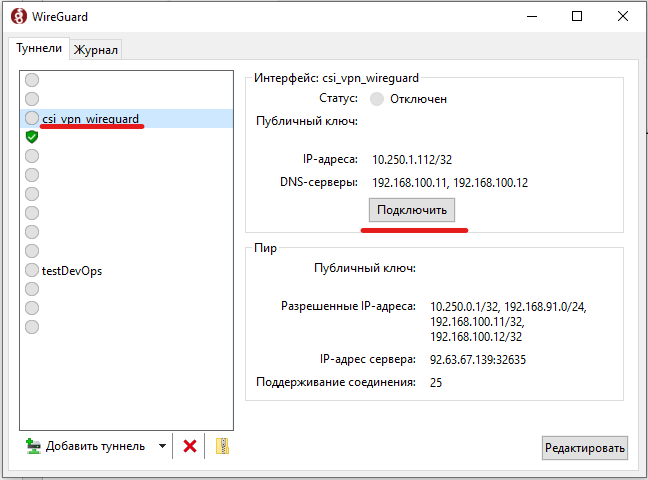 WireGuard
Туннели
Журнал
csi_vpn_wireguard
testDevOps
Добавить туннель
Интерфейс: csi_vpn_wireguard
Статус: Отключен
Публичный ключ:
IP-адреса: 10.250.1.112/32
DNS-серверы: 192.168.100.11, 192.168.100.12
Подключить
Пир
Публичный ключ:
Разрешенные IP-адреса: 10.250.0.1/32, 192.168.91.0/24,
192.168.100.11/32,
192.168.100.12/32
IP-адрес сервера: 92.63.67.139:32635
Поддерживание соединения: 25
Редактировать